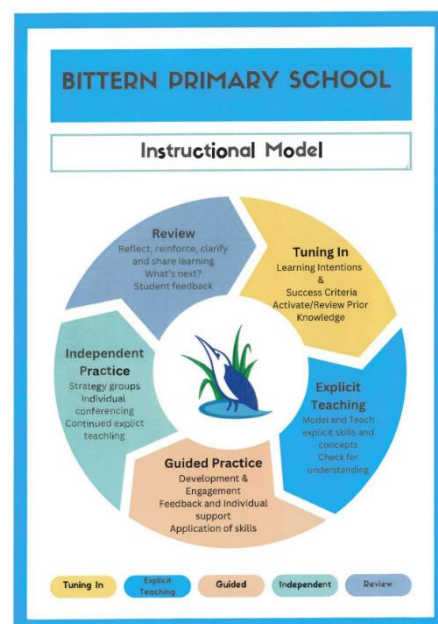 BITTERN PRIMARY SCHOOL
Instructional Model
Review
Reflect, reinforce, clarify
and share learning
What's next?
Student feedback
Tuning In
Learning Intentions
&
Success Criteria
Activate/Review Prior
Knowledge
Explicit
Teaching
Model and Teach
explicit skills and
concepts
Check for
understanding
Guided Practice
Development &
Engagement
Feedback and Individual
support
Application of skills
Independent
Practice
Strategy groups
Individual
conferencing
Continued explict
teachiing
Tuning In
Explicit
Teaching
Guided
Independent
Review